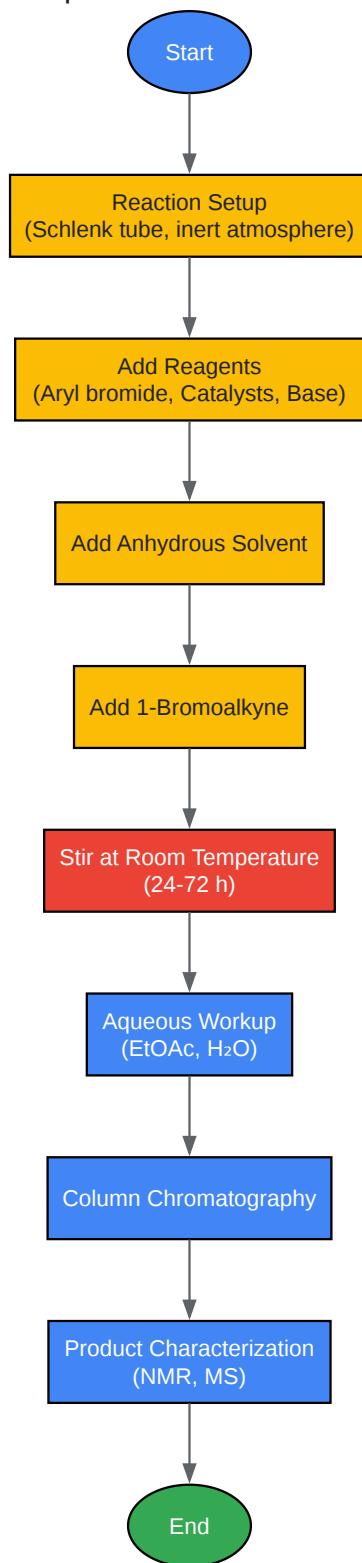 Start
Reaction Setup
(Schlenk tube, inert atmosphere)
Add Reagents
(Aryl bromide, Catalysts, Base)
Add Anhydrous Solvent
Add 1-Bromoalkyne
Stir at Room Temperature
(24-72 h)
Aqueous Workup
(EtOAc, H₂O)
Column Chromatography
Product Characterization
(NMR, MS)
End